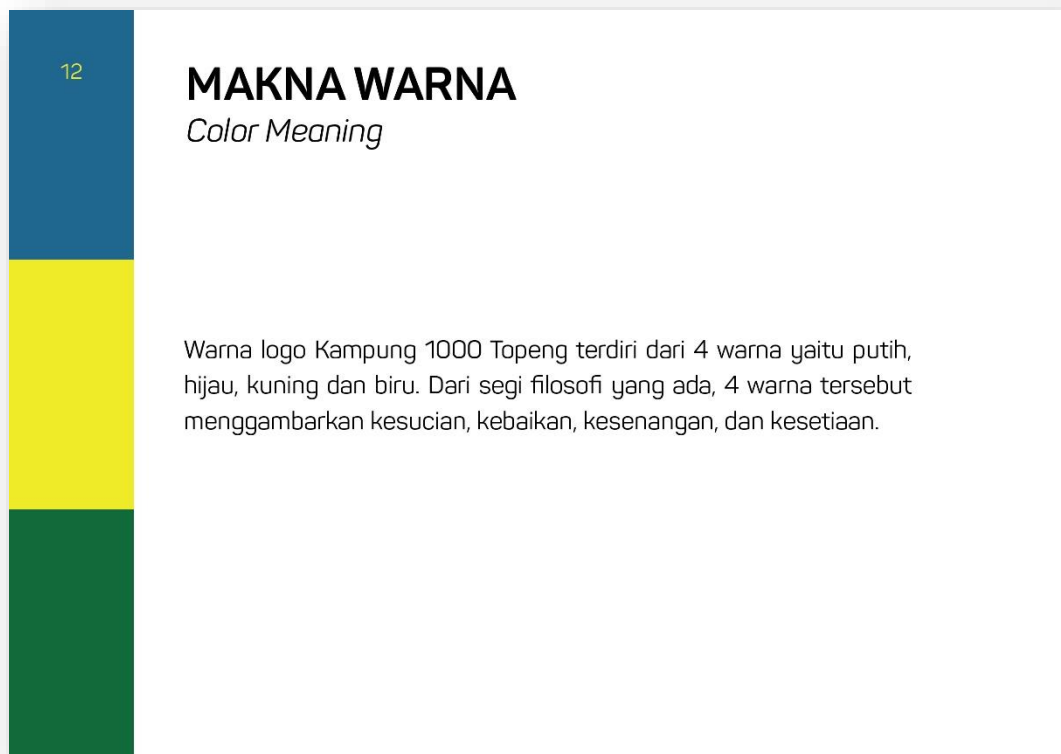 12
MAKNA WARNA
Color Meaning
Warna logo Kampung 1000 Topeng terdiri dari 4 warna yaitu putih,
hijau, kuning dan biru. Dari segi filosofi yang ada, 4 warna tersebut
menggambarkan kesucian, kebaikan, kesenangan, dan kesetiaan.